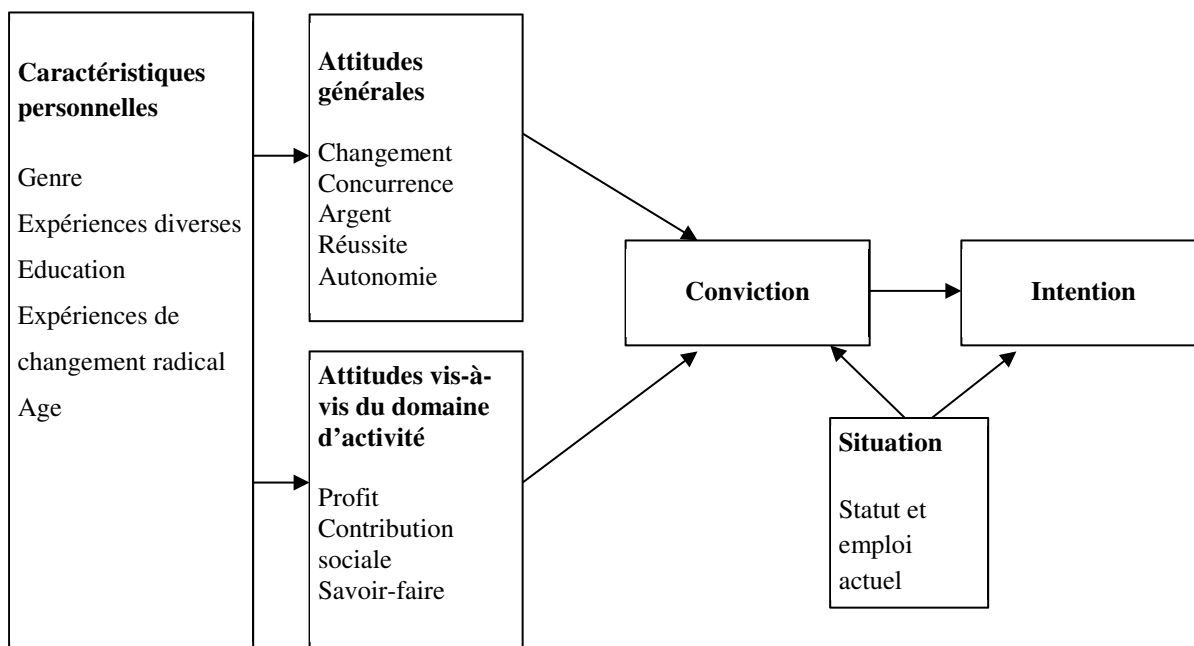 Caractéristiques
personnelles
Genre
Expériences diverses
Education
Expériences de
changement radical
Age
Attitudes
générales
Changement
Concurrence
Argent
Réussite
Autonomie
Attitudes vis-à-
vis du domaine
d'activité
Profit
Contribution
sociale
Savoir-faire
Conviction
Intention
Situation
Statut et
emploi
actuel